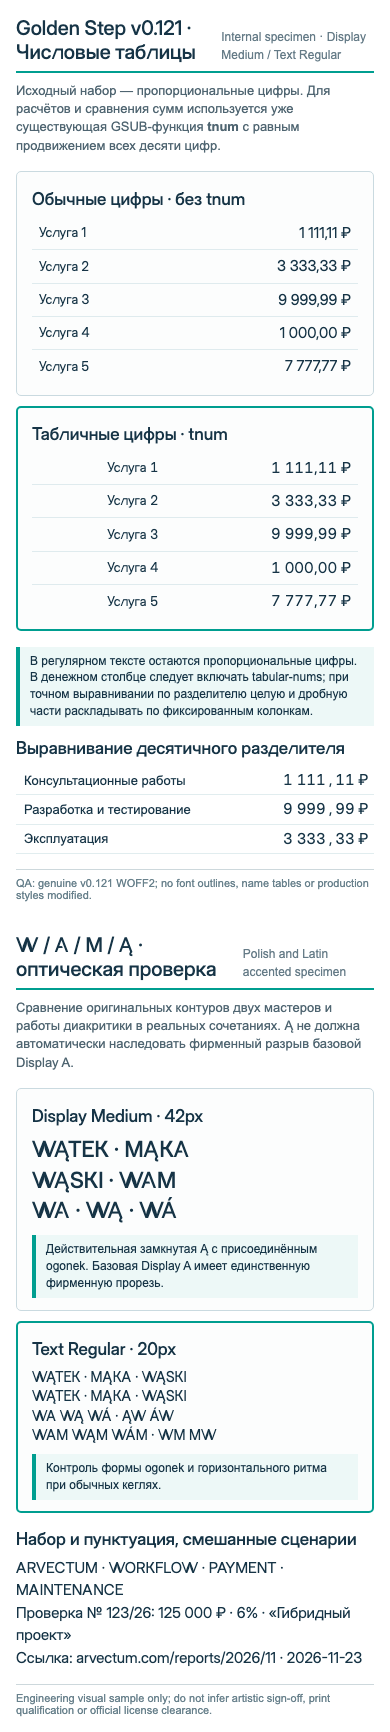 Golden Step v0.121 ·
Числовые таблицы
Internal specimen · Display
Medium / Text Regular
Исходный набор — пропорциональные цифры. Для
расчётов и сравнения сумм используется уже
существующая GSUB-функция tnum с равным
продвижением всех десяти цифр.
Обычные цифры · без tnum
Услуга 1 1 111,11 ₽
Услуга 2 3 333,33 ₽
Услуга 3 9 999,99 ₽
Услуга 4 1 000,00 ₽
Услуга 5 7 777,77 ₽
Табличные цифры · tnum
Услуга 1 1 111,11 ₽
Услуга 2 3 333,33 ₽
Услуга 3 9 999,99 ₽
Услуга 4 1 000,00 ₽
Услуга 5 7 777,77 ₽
В регулярном тексте остаются пропорциональные цифры.
В денежном столбце следует включать tabular-nums; при
точном выравнивании по разделителю целую и дробную
части раскладывать по фиксированным колонкам.
Выравнивание десятичного разделителя
Консультационные работы 1 111 , 11 ₽
Разработка и тестирование 9 999 , 99 ₽
Эксплуатация 3 333 , 33 ₽
QA: genuine v0.121 WOFF2; no font outlines, name tables or production
styles modified.
W / A / M / Ą ·
оптическая проверка
Polish and Latin
accented specimen
Сравнение оригинальных контуров двух мастеров и
работы диакритики в реальных сочетаниях. Ą не должна
автоматически наследовать фирменный разрыв базовой
Display A.
Display Medium · 42px
WĄTEK · MĄKA
WĄSKI · WAM
WA · WĄ · WÁ
Действительная замкнутая Ą с присоединённым
ogonek. Базовая Display A имеет единственную
фирменную прорезь.
Text Regular · 20px
WĄTEK · MĄKA · WĄSKI
WĄTEK · MĄKA · WĄSKI
WA WĄ WÁ · ĄW ÁW
WAM WĄM WÁM · WM MW
Контроль формы ogonek и горизонтального ритма
при обычных кеглях.
Набор и пунктуация, смешанные сценарии
ARVECTUM · WORKFLOW · PAYMENT ·
MAINTENANCE
Проверка № 123/26: 125 000 ₽ · 6% · «Гибридный
проект»
Ссылка: arvectum.com/reports/2026/11 · 2026-11-23
Engineering visual sample only; do not infer artistic sign-off, print
qualification or official license clearance.